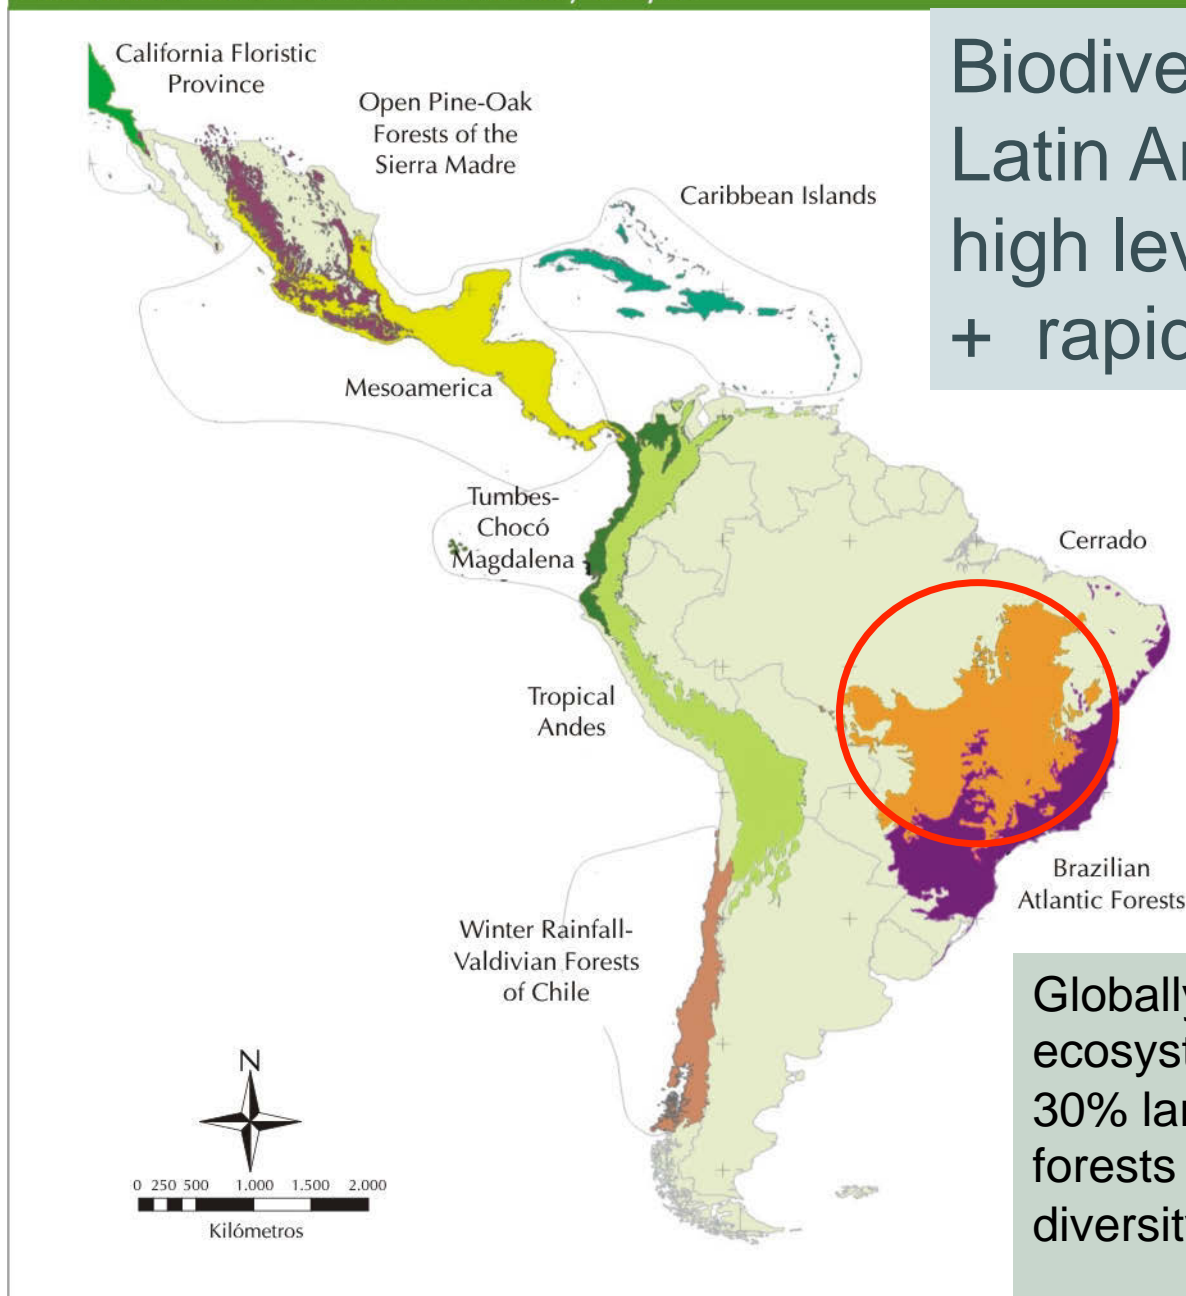 California Floristic
Province
Open Pine-Oak
Forests of the
Sierra Madre
Caribbean Islands
Biodive
Latin A
high lev
+ rapid
Mesoamerica
Tumbes-
Chocó
Magdalena
Cerrado
Tropical
Andes
Brazilian
Atlantic Forests
Winter Rainfall-
Valdivian Forests
of Chile
Globally
ecosyst
30% lar
forests
diversity
N
0 250 500 1.000 1.500 2.000
Kilómetros